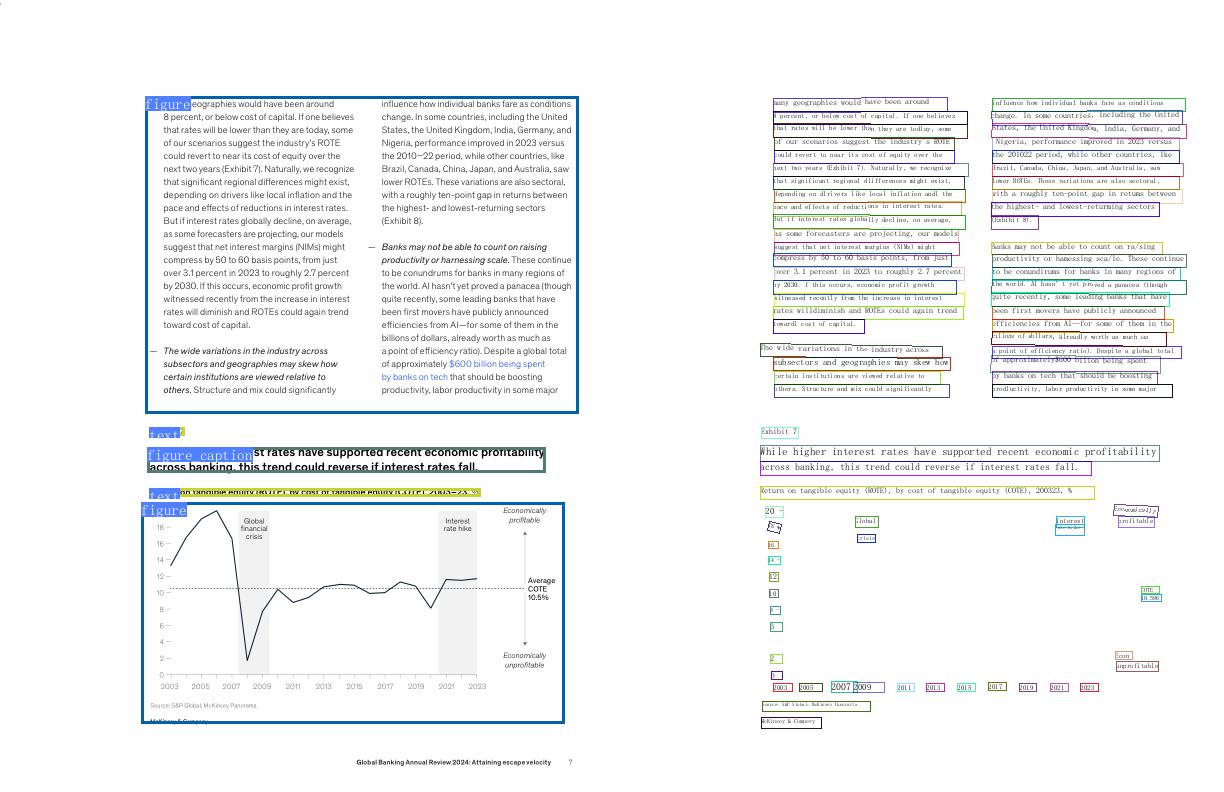 figure
eographies would have been around
8 percent, or below cost of capital. If one believes
that rates will be lower than they are today, some
of our scenarios suggest the industry's ROTE
could revert to near its cost of equity over the
next two years (Exhibit 7). Naturally, we recognize
that significant regional differences might exist,
depending on drivers like local inflation and the
pace and effects of reductions in interest rates.
But if interest rates globally decline, on average,
as some forecasters are projecting, our models
suggest that net interest margins (NIMs) might
compress by 50 to 60 basis points, from just
over 3.1 percent in 2023 to roughly 2.7 percent
by 2030. If this occurs, economic profit growth
witnessed recently from the increase in interest
rates will diminish and ROTEs could again trend
toward cost of capital.
— The wide variations in the industry across
subsectors and geographies may skew how
certain institutions are viewed relative to
others. Structure and mix could significantly
influence how individual banks fare as conditions
change. In some countries, including the United
States, the United Kingdom, India, Germany, and
Nigeria, performance improved in 2023 versus
the 2010–22 period, while other countries, like
Brazil, Canada, China, Japan, and Australia, saw
lower ROTEs. These variations are also sectoral,
with a roughly ten-point gap in returns between
the highest- and lowest-returning sectors
(Exhibit 8).
— Banks may not be able to count on raising
productivity or harnessing scale. These continue
to be conundrums for banks in many regions of
the world. AI hasn't yet proved a panacea (though
quite recently, some leading banks that have
been first movers have publicly announced
efficiencies from AI—for some of them in the
billions of dollars, already worth as much as
a point of efficiency ratio). Despite a global total
of approximately $600 billion being spent
by banks on tech that should be boosting
productivity, labor productivity in some major
text
figure caption
st rates have supported recent economic profitability
across banking, this trend could reverse if interest rates fall.
text
on tangible equity (ROTE), by cost of tangible equity (COTE), 2003–23, %
figure
18
16
14
12
10
8
6
4
2
0
Global
financial
crisis
Interest
rate hike
Economically
profitable
Average
COTE
10.5%
Economically
unprofitable
2003 2005 2007 2009 2011 2013 2015 2017 2019 2021 2023
Source: S&P Global; McKinsey Panorama
McKinsey & Company
Global Banking Annual Review 2024: Attaining escape velocity 7
many geographies would have been around
8 percent, or below cost of capital. If one believes
that rates will be lower than they are today, some
of our scenarios suggest the industry's ROTE
could revert to near its cost of equity over the
next two years (Exhibit 7). Naturally, we recognize
that significant regional differences might exist,
depending on drivers like local inflation and the
pace and effects of reductions in interest rates.
But if interest rates globally decline, on average,
as some forecasters are projecting, our models
suggest that net interest margins (NIMs) might
compress by 50 to 60 basis points, from just
over 3.1 percent in 2023 to roughly 2.7 percent
by 2030. f this occurs, economic profit growth
witnessed recently from the increase in interest
rates willdiminish and ROTEs could again trend
toward cost of capital.
The wide variations in the industry across
subsectors and geographies may skew how
certain institutions are viewed relative to
others. Structure and mix could significantly
influence how individual banks fare as conditions
change. In some countries, including the United
States, the United Kingdom, India, Germany, and
Nigeria, performance improved in 2023 versus
the 201022 period, while other countries, lke
Brazil, Canada, China, Japan, and Australia, saw
lower ROTEs. These variations are also sectoral,
with a roughly ten-point gap in returns between
the highest- and lowest-returming sectors
(Exhibit 8).
Banks may not be able to count on ra/sing
productivity or hamessing sca/le. These continue
to be conundrums for banks in many regions of
the world. AI hasn' t yet proved a panacea (though
quite recently, some leading banks that have
been first movers have publicly announced
efficiencies from AI—for some of them in the
illions of dollars, already worth as much as
a point of efficiency ratio). Despite a global total
of approximately$600 billion being spent
by banks on tech that should be boosting
productivity, labor productivity in some major
Exhibit 7
While higher interest rates have supported recent economic profitability
across banking, this trend could reverse if interest rates fall.
Return on tangible equity (ROTE), by cost of tangible equity (COTE), 200323, %
20 -
16
14 -
12
10
8 -
5
2
Global
crisis
Interest
Economically
profitable
COTE
10.596
Econ
unprofitable
2003 2005 2007 2009 2011 2013 2015 2017 2019 2021 2023
McKinsey & Compery